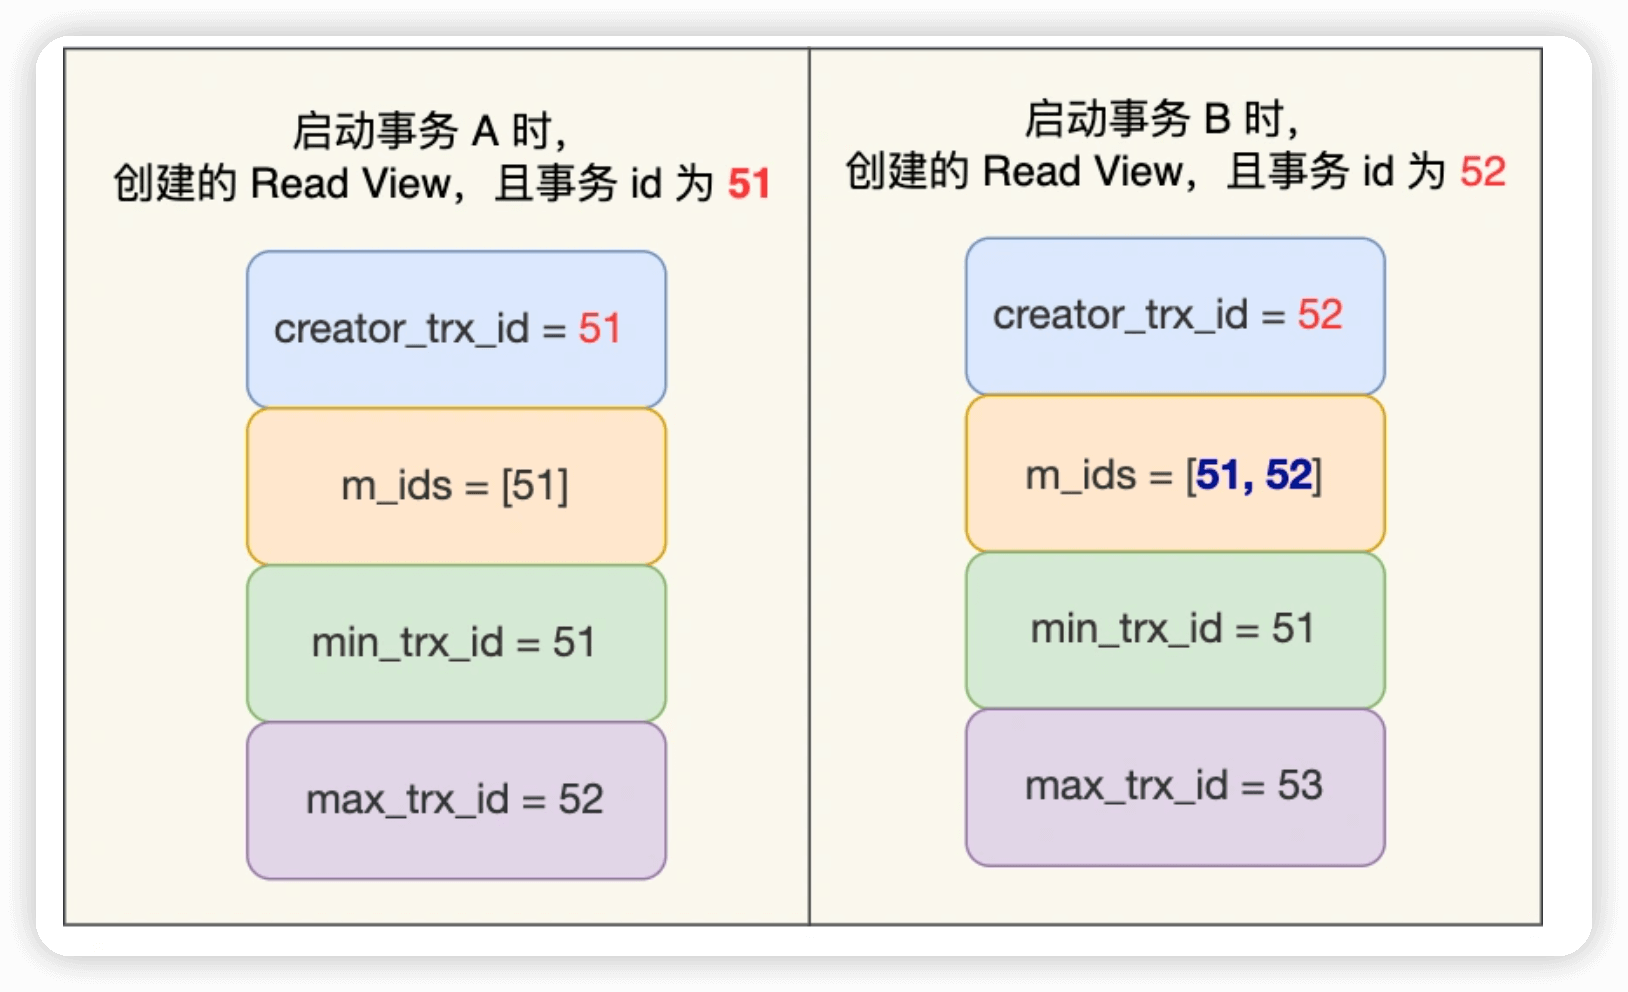 启动事务 A 时，
创建的 Read View，且事务 id 为 51
creator_trx_id = 51
m_ids = [51]
min_trx_id = 51
max_trx_id = 52
启动事务 B 时，
创建的 Read View，且事务 id 为 52
creator_trx_id = 52
m_ids = [51, 52]
min_trx_id = 51
max_trx_id = 53